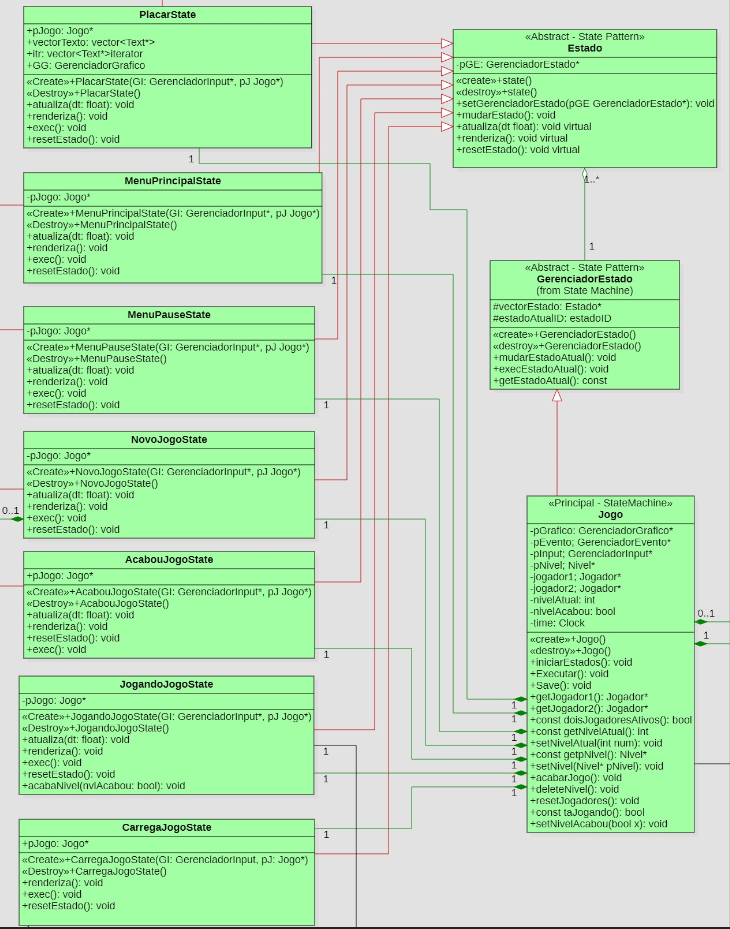 PlacarState
+pJogo: Jogo*
+vectorTexto: vector<Text*>
+itr: vector<Text*>iterator
+GG: GerenciadorGrafico
«Create»+PlacarState(GI: GerenciadorInput*, pJ Jogo*)
«Destroy»+PlacarState()
+atualiza(dt: float): void
+renderiza(): void
+exec(): void
+resetEstado(): void
1
MenuPrincipalState
-pJogo: Jogo*
«Create»+MenuPrincipalState(GI: GerenciadorInput*, pJ Jogo*)
«Destroy»+MenuPrincipalState()
+atualiza(dt: float): void
+renderiza(): void
+exec(): void
+resetEstado(): void
1
MenuPauseState
-pJogo: Jogo*
«Create»+MenuPauseState(GI: GerenciadorInput*, pJ Jogo*)
«Destroy»+MenuPauseState()
+atualiza(dt: float): void
+renderiza(): void
+exec(): void
+resetEstado(): void
1
NovoJogoState
-pJogo: Jogo*
«Create»+NovoJogoState(GI: GerenciadorInput*, pJ Jogo*)
«Destroy»+NovoJogoState()
+atualiza(dt: float): void
+renderiza(): void
+exec(): void
+resetEstado(): void
0..1
1
AcabouJogoState
+pJogo: Jogo*
«Create»+AcabouJogoState(GI: GerenciadorInput*, pJ Jogo*)
«Destroy»+AcabouJogoState()
+atualiza(dt: float): void
+renderiza(): void
+resetEstado(): void
+exec(): void
1
JogandoJogoState
-pJogo: Jogo*
«Create»+JogandoJogoState(GI: GerenciadorInput*, pJ Jogo*)
«Destroy»+JogandoJogoState()
+atualiza(dt: float): void
+renderiza(): void
+exec(): void
+resetEstado(): void
+acabaNivel(nviAcabou: bool): void
1
1
CarregaJogoState
+pJogo: Jogo*
«Create»+CarregaJogoState(GI: GerenciadorInput, pJ: Jogo*)
«Destroy»+CarregaJogoState()
+renderiza(): void
+exec(): void
+resetEstado(): void
1
«Abstract - State Pattern»
Estado
-pGE: GerenciadorEstado*
«create»+state()
«destroy»+state()
+setGerenciadorEstado(pGE GerenciadorEstado*): void
+mudarEstado(): void
+atualiza(dt float): void virtual
+renderiza(): void virtual
+resetEstado(): void virtual
1..*
1
«Abstract - State Pattern»
GerenciadorEstado
(from State Machine)
#vectorEstado: Estado*
#estadoAtualID: estadoID
«create»+GerenciadorEstado()
«destroy»+GerenciadorEstado()
+mudarEstadoAtual(): void
+execEstadoAtual(): void
+getEstadoAtual(): const
«Principal - StateMachine»
Jogo
-pGrafico: GerenciadorGrafico*
-pEvento; GerenciadorEvento*
-pInput; GerenciadorInput*
-pNivel; Nivel*
-jogador1; Jogador*
-jogador2; Jogador*
-nivelAtual: int
-nivelAcabou: bool
-time: Clock
«create»+Jogo()
«destroy»+Jogo()
+iniciarEstados(): void
+Executar(): void
+Save(): void
+getJogador1(): Jogador*
+getJogador2(): Jogador*
+const doisJogadoresAtivos(): bool
+const getNivelAtual(): int
+setNivelAtual(int num): void
+const getpNivel(): Nivel*
+setNivel(Nivel* pNivel): void
+acabarJogo(): void
+deleteNivel(): void
+resetJogadores(): void
+const taJogando(): bool
+setNivelAcabou(bool x): void
0..1
1
1
1
1
1
1
1
1